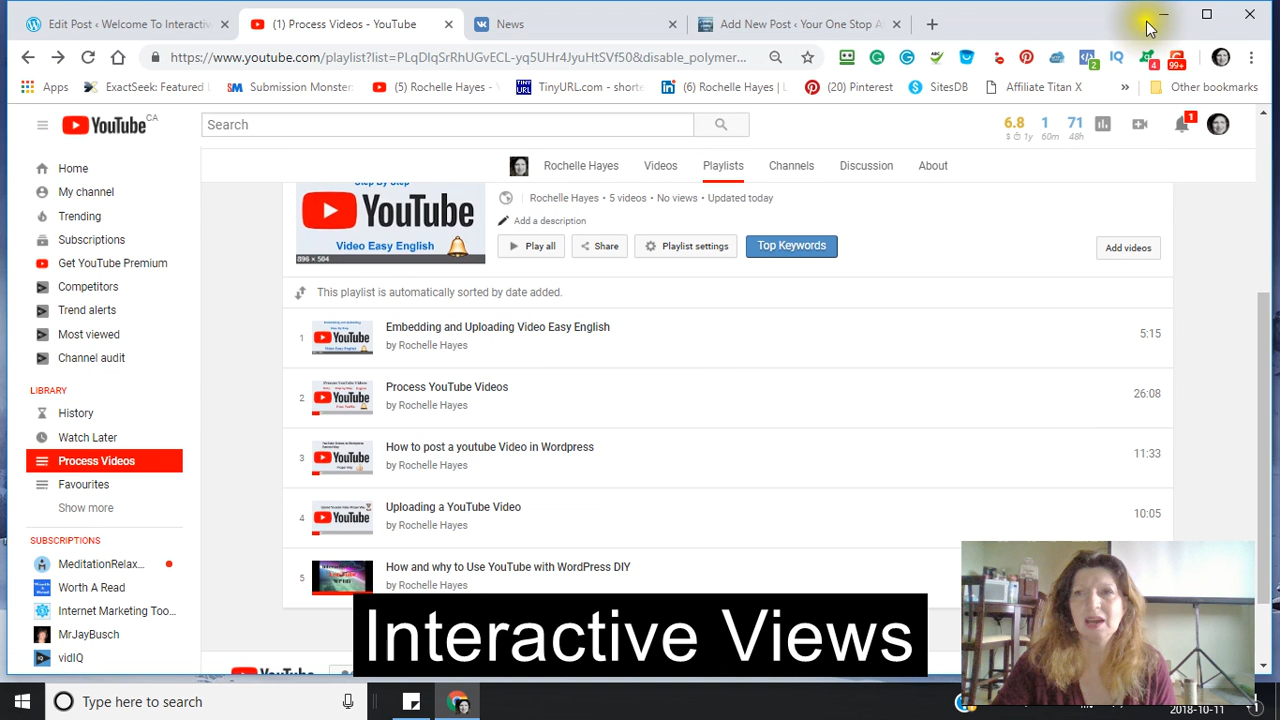 Edit Post ‹ Welcome To Interactiv
(1) Process Videos - YouTube
News
Add New Post ‹ Your One Stop A
https://www.youtube.com/playlist?list=PLqDlqSrRhUGeECL-yq5UHr4JyuHtSVf50&disable_polymer...
2
4
99+
Apps
ExactSeek: Featured L
Submission Monster
(5) Rochelle Hayes - Y
TinyURL.com - shorte
(6) Rochelle Hayes | L
(20) Pinterest
SitesDB
Affiliate Titan X
»
Other bookmarks
YouTube CA
Search
6.8 1 71
1y 60m 48h
1
Rochelle Hayes
Videos
Playlists
Channels
Discussion
About
Step By Step
YouTube
Video Easy English
896 × 504
Rochelle Hayes • 5 videos • No views • Updated today
Add a description
Play all
Share
Playlist settings
Top Keywords
Add videos
This playlist is automatically sorted by date added.
1
Embedding and Uploading Video Easy English
by Rochelle Hayes
5:15
2
Process YouTube Videos
by Rochelle Hayes
26:08
3
How to post a youtube Video in Wordpress
by Rochelle Hayes
11:33
4
Uploading a YouTube Video
by Rochelle Hayes
10:05
5
How and why to Use YouTube with WordPress DIY
by Rochelle Hayes
Home
My channel
Trending
Subscriptions
Get YouTube Premium
Competitors
Trend alerts
Most viewed
Channel audit
LIBRARY
History
Watch Later
Process Videos
Favourites
Show more
SUBSCRIPTIONS
MeditationRelax...
Worth A Read
Internet Marketing Too...
MrJayBusch
vidIQ
Interactive Views
Type here to search
2018-10-11